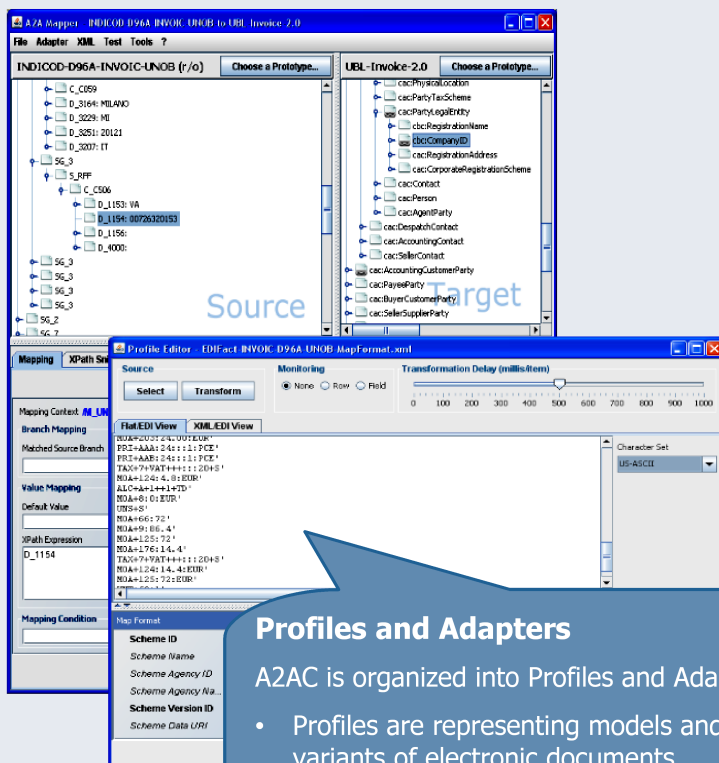 A2A Mapper - INDICOD D96A INVOIC UNOB to UBL Invoice 2.0
File Adapter XML Test Tools ?
INDICOD-D96A-INVOIC-UNOB (r/o)
Choose a Prototype...
UBL-Invoice-2.0
Choose a Prototype...
C_C059
D_3164: MILANO
D_3229: MI
D_3251: 20121
D_3207: IT
SG_3
S_RFF
C_C506
D_1153: VA
D_1154: 00726320153
D_1156:
D_4000:
SG_3
SG_3
SG_3
SG_3
SG_2
SG_7
Source
cac:PhysicalLocation
cac:PartyTaxScheme
cac:PartyLegalEntity
cbc:RegistrationName
cbc:CompanyID
cac:RegistrationAddress
cac:CorporateRegistrationScheme
cac:Contact
cac:Person
cac:AgentParty
cac:DespatchContact
cac:AccountingContact
cac:SellerContact
cac:AccountingCustomerParty
cac:PayeeParty
cac:BuyerCustomerParty
cac:SellerSupplierParty
Target
Mapping
XPath
Mapping Context
Branch Mapping
Matched Source Branch
Value Mapping
Default Value
XPath Expression
D_1154
Mapping Condition
Profile Editor - EDIFact-INVOIC-D96A-UNOB MapFormat.xml
Source
Select
Transform
Monitoring
None
Row
Field
Transformation Delay (millis/item)
0 100 200 300 400 500 600 700 800 900 1000
Flat/EDI View
XML/EDI View
MOA+203:24.00:EUR'
PRI+AAA:24:::1:PCE'
PRI+AAB:24:::1:PCE'
TAX+7+VAT+++:::20+S'
MOA+124:4.8:EUR'
ALC+A+1++1+TD'
MOA+8:0:EUR'
UNS+S'
MOA+66:72'
MOA+9:86.4'
MOA+125:72'
MOA+176:14.4'
TAX+7+VAT+++:::20+S'
MOA+124:14.4:EUR'
MOA+125:72:EUR'
Character Set
US-ASCII
Map Format
Scheme ID
Scheme Name
Scheme Agency ID
Scheme Agency Na...
Scheme Version ID
Scheme Data URI
Profiles and Adapters
A2AC is organized into Profiles and Ada
• Profiles are representing models and
variants of electronic documents